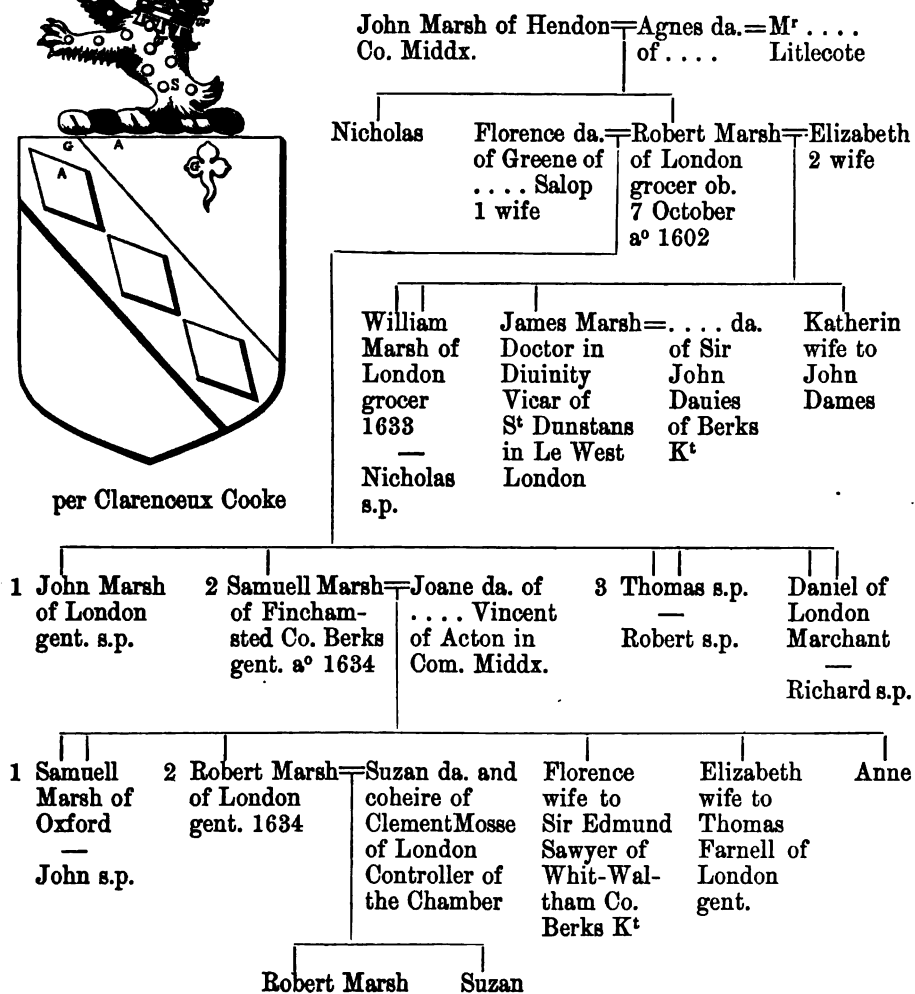 John Marsh of Hendon=Agnes da.=Mʳ . . . .
Co. Middx. of . . . . Litlecote
Nicholas
Florence da.=Robert Marsh=Elizabeth
of Greene of of London 2 wife
. . . . Salop grocer ob.
1 wife 7 October
aº 1602
S
G A
A
G
per Clarenceux Cooke
William
Marsh of
London
grocer
1633
—
Nicholas
s.p.
James Marsh=. . . . da.
Doctor in of Sir
Diuinity John
Vicar of Dauies
Sᵗ Dunstans of Berks
in Le West Kᵗ
London
Katherin
wife to
John
Dames
1 John Marsh
of London
gent. s.p.
2 Samuell Marsh=Joane da. of
of Fincham- . . . . Vincent
sted Co. Berks of Acton in
gent. aº 1634 Com. Middx.
3 Thomas s.p.
—
Robert s.p.
Daniel of
London
Marchant
—
Richard s.p.
1 Samuell
Marsh of
Oxford
—
John s.p.
2 Robert Marsh=Suzan da. and
of London coheire of
gent. 1634 Clement Mosse
of London
Controller of
the Chamber
Florence
wife to
Sir Edmund
Sawyer of
Whit-Wal-
tham Co.
Berks Kᵗ
Elizabeth
wife to
Thomas
Farnell of
London
gent.
Anne
Robert Marsh Suzan